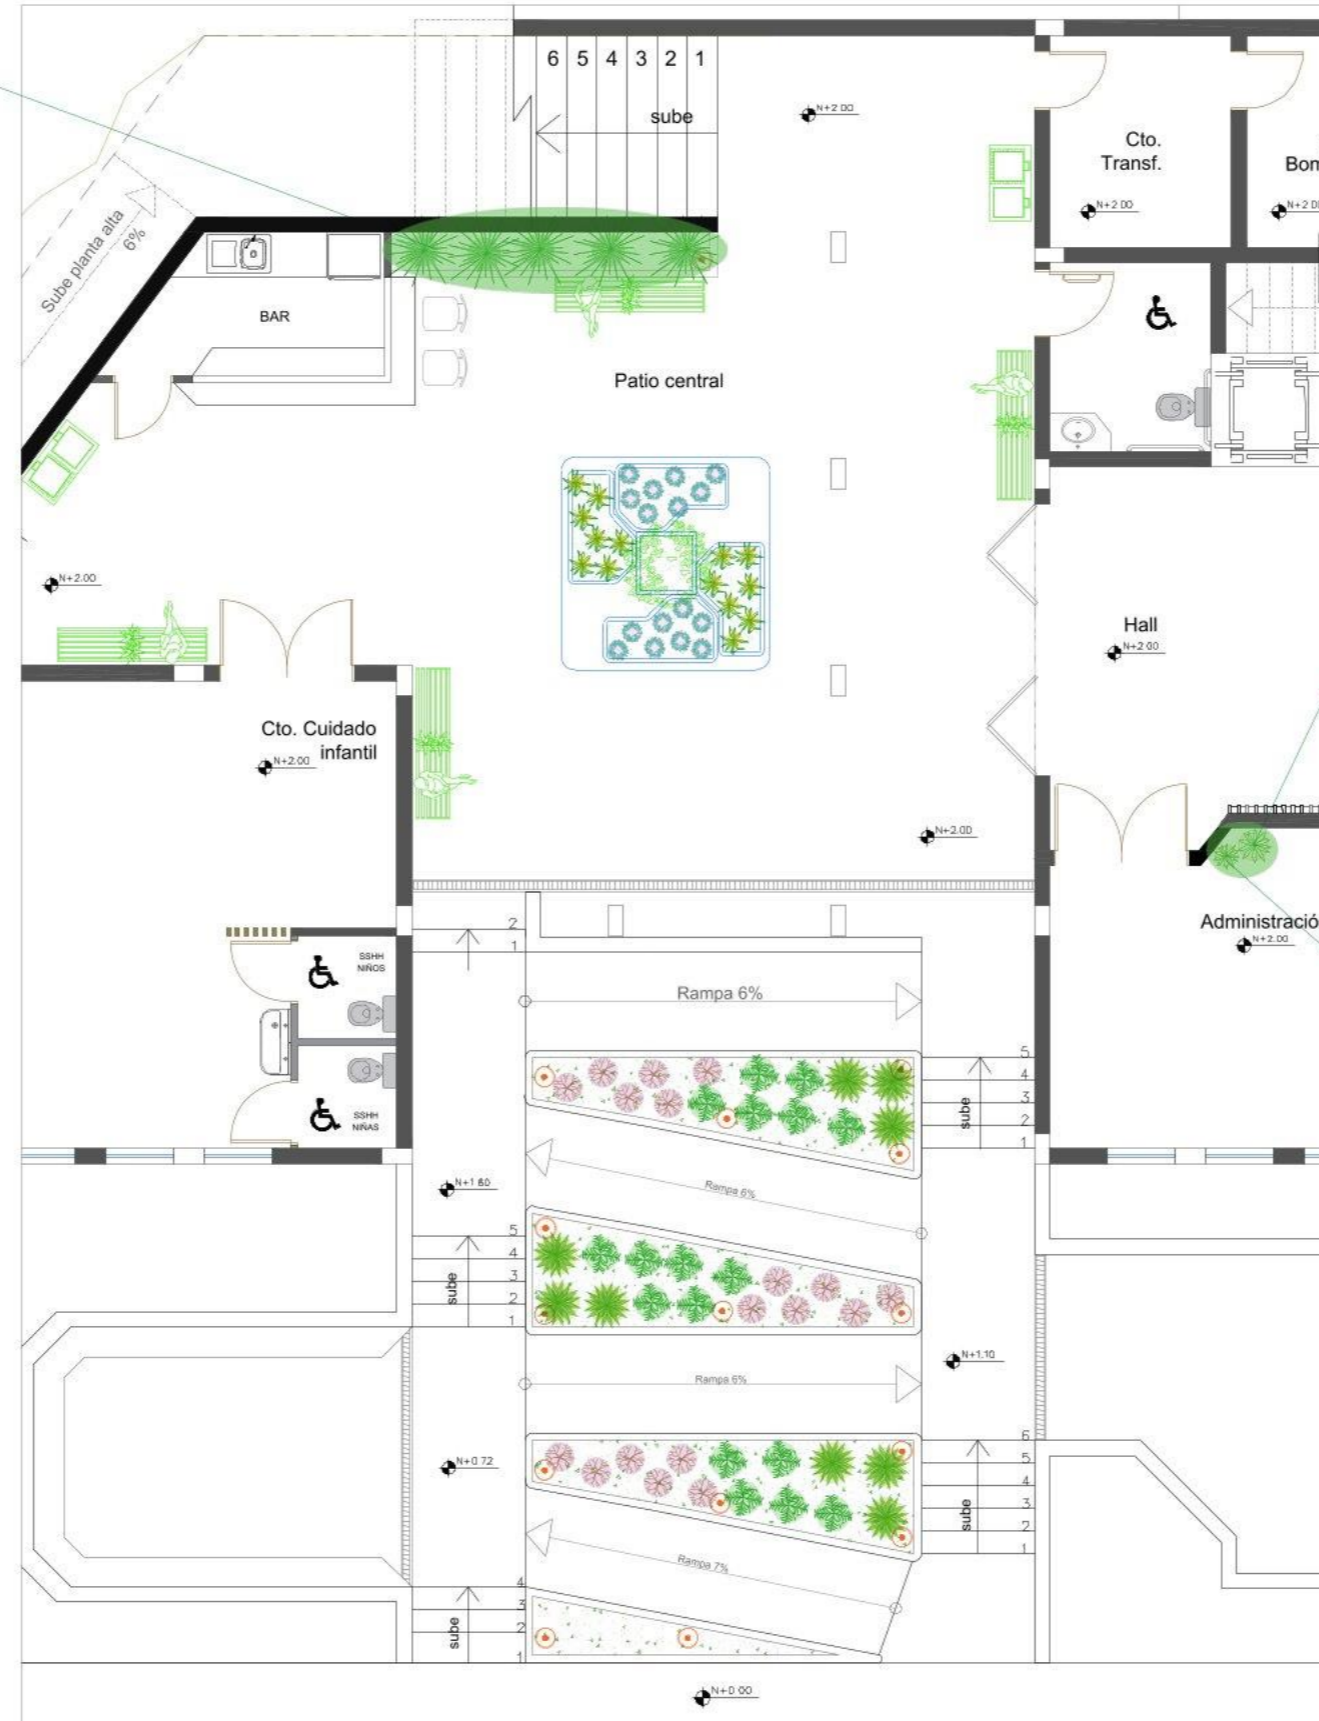 6 5 4 3 2 1
sube
N+2.00
Cto.
Transf.
N+2.00
Bom
N+2.00
Sube planta alta
6%
BAR
Patio central
N+2.00
Hall
N+2.00
Cto. Cuidado
infantil
N+2.00
N+2.00
Administració
N+2.00
2
1
SSHH
NIÑOS
Rampa 6%
SSHH
NIÑAS
5
4
3
2
1
sube
N+1.60
Rampa 6%
5
4
3
2
1
sube
N+1.10
Rampa 6%
N+0.72
6
5
4
3
2
1
sube
Rampa 7%
4
3
2
1
sube
N+0.00